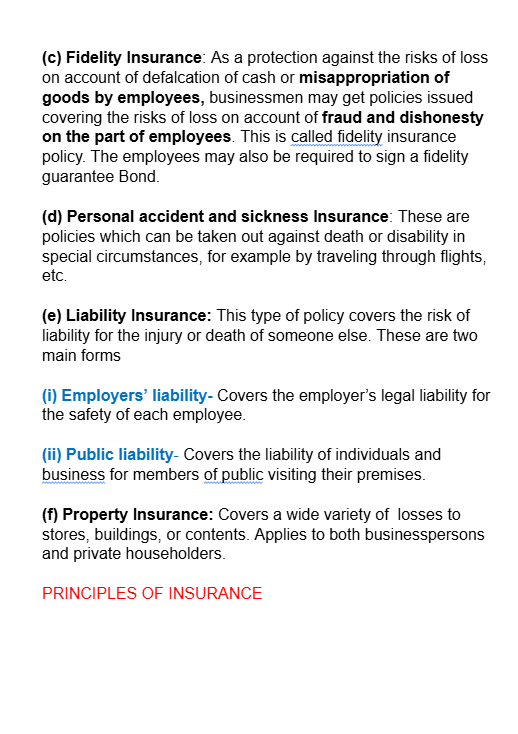 (c) Fidelity Insurance: As a protection against the risks of loss
on account of defalcation of cash or misappropriation of
goods by employees, businessmen may get policies issued
covering the risks of loss on account of fraud and dishonesty
on the part of employees. This is called fidelity insurance
policy. The employees may also be required to sign a fidelity
guarantee Bond.
(d) Personal accident and sickness Insurance: These are
policies which can be taken out against death or disability in
special circumstances, for example by traveling through flights,
etc.
(e) Liability Insurance: This type of policy covers the risk of
liability for the injury or death of someone else. These are two
main forms
(i) Employers’ liability- Covers the employer’s legal liability for
the safety of each employee.
(ii) Public liability- Covers the liability of individuals and
business for members of public visiting their premises.
(f) Property Insurance: Covers a wide variety of  losses to
stores, buildings, or contents. Applies to both businesspersons
and private householders.
PRINCIPLES OF INSURANCE